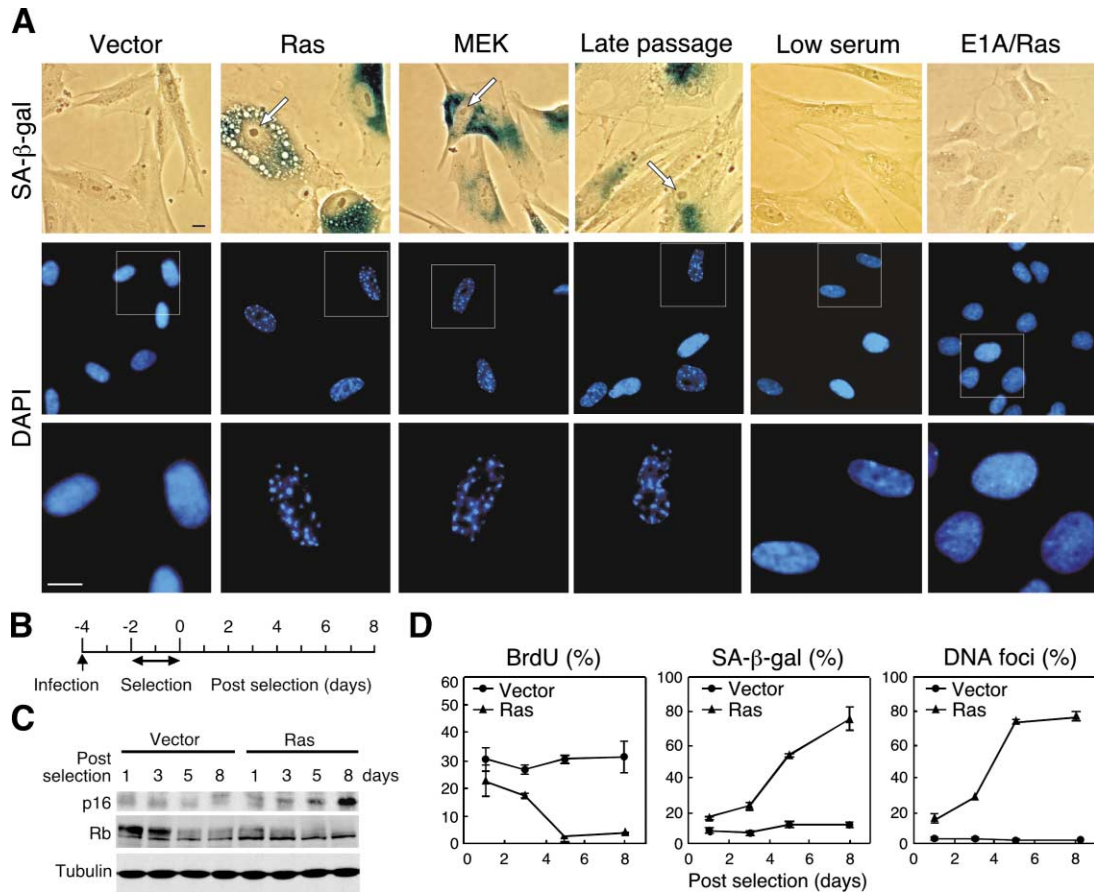 A
Vector Ras MEK Late passage Low serum E1A/Ras
SA-β-gal
DAPI
B
-4 -2 0 2 4 6 8
Infection Selection Post selection (days)
C
Vector Ras
Post
selection 1 3 5 8 1 3 5 8 days
p16
Rb
Tubulin
D
BrdU (%)
60
50
40
30
20
10
0
Vector
Ras
0 2 4 6 8
SA-β-gal (%)
100
80
60
40
20
0
Vector
Ras
0 2 4 6 8
DNA foci (%)
100
80
60
40
20
0
Vector
Ras
0 2 4 6 8
Post selection (days)